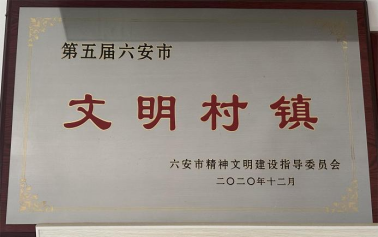 第五届六安市
文明村镇
六安市精神文明建设指导委员会
二〇二〇年十二月